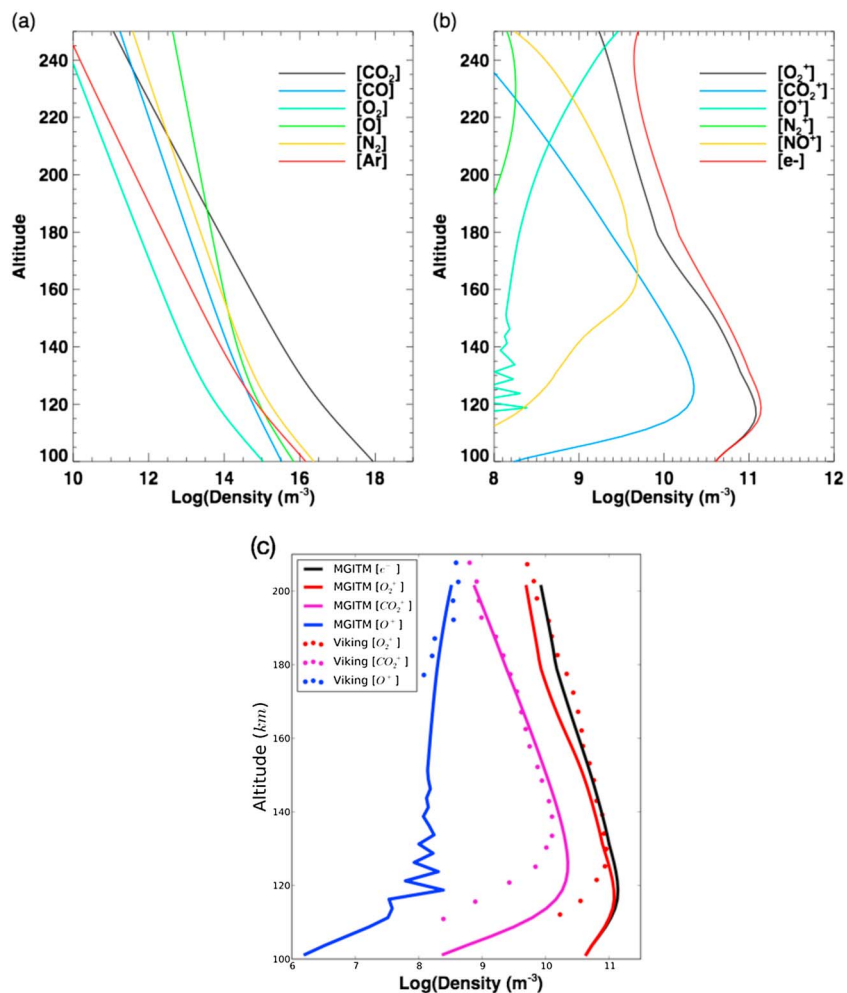 (a)
240
220
200
180
160
140
120
100
Altitude
[CO₂]
[CO]
[O₂]
[O]
[N₂]
[Ar]
10 12 14 16 18
Log(Density (m⁻³)
(b)
240
220
200
180
160
140
120
100
Altitude
[O₂⁺]
[CO₂⁺]
[O⁺]
[N₂⁺]
[NO⁺]
[e-]
8 9 10 11 12
Log(Density (m⁻³)
(c)
200
180
160
140
120
100
Altitude (km)
MGITM [e⁻]
MGITM [O₂⁺]
MGITM [CO₂⁺]
MGITM [O⁺]
Viking [O₂⁺]
Viking [CO₂⁺]
Viking [O⁺]
6 7 8 9 10 11
Log(Density (m⁻³)